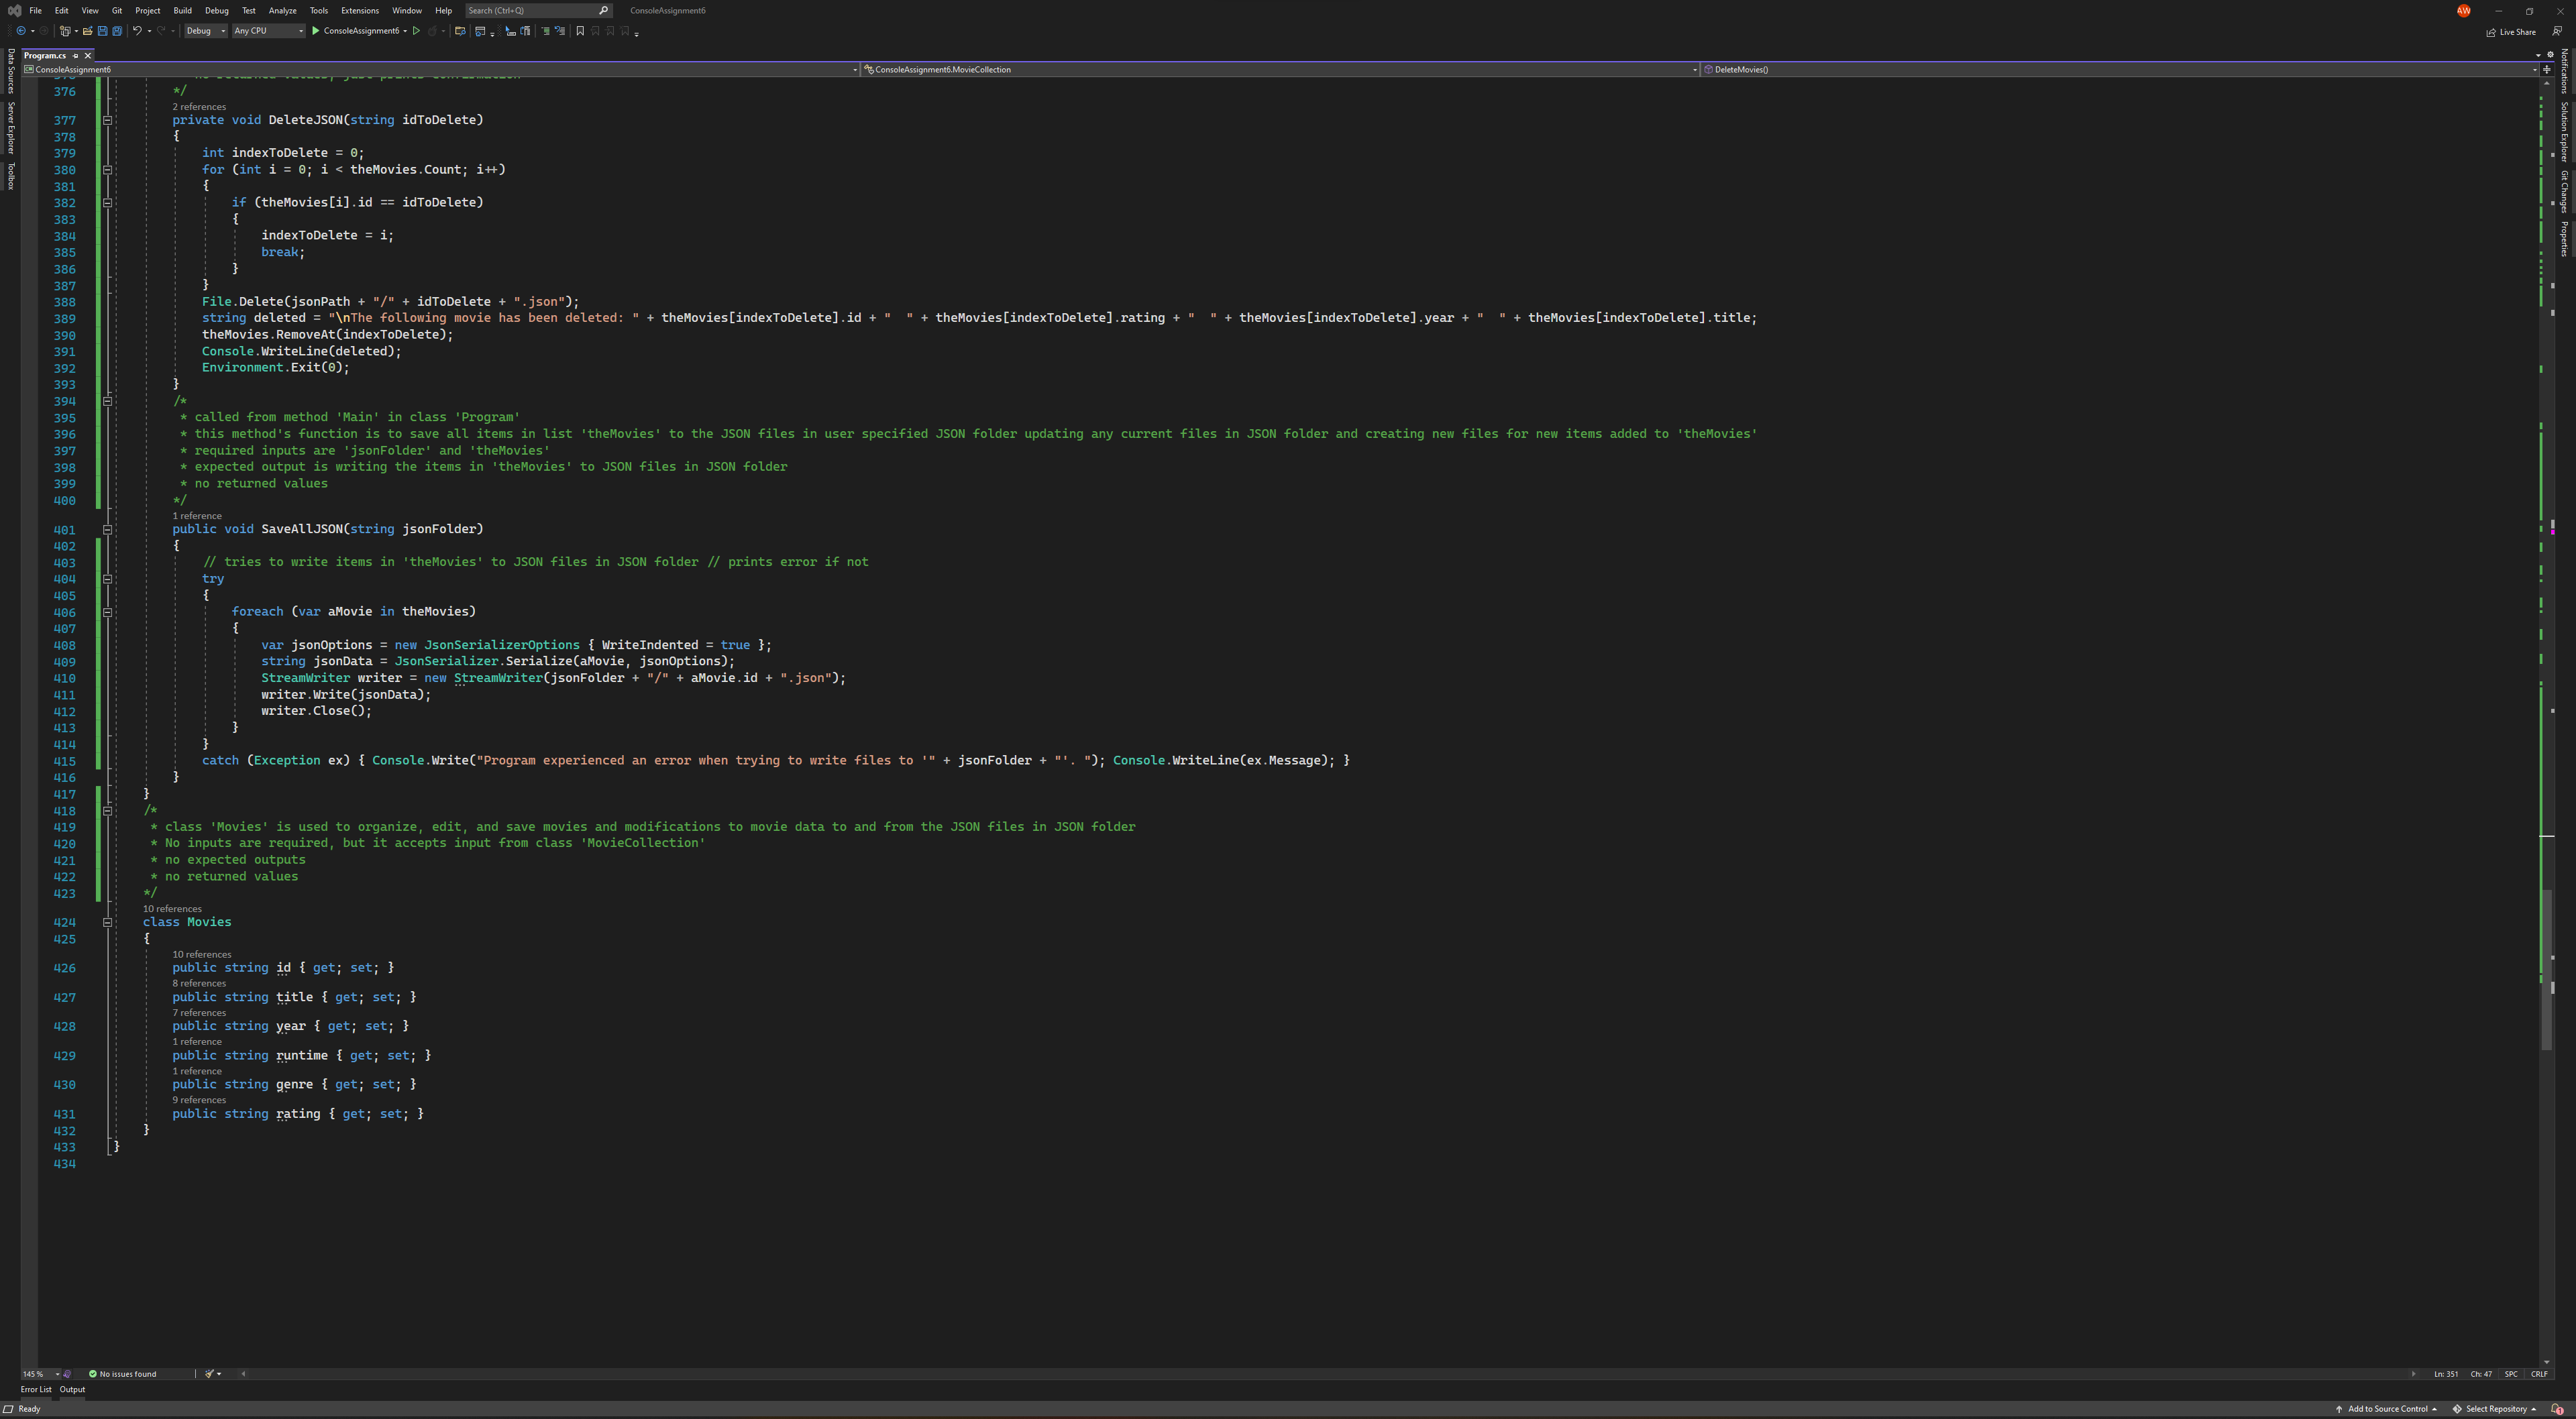 File Edit View Git Project Build Debug Test Analyze Tools Extensions Window Help Search (Ctrl+Q) ConsoleAssignment6 AW
Debug Any CPU ConsoleAssignment6 Live Share
Program.cs
ConsoleAssignment6 ConsoleAssignment6.MovieCollection DeleteMovies()
Data Sources
Server Explorer
Toolbox
Notifications
Solution Explorer
Git Changes
Properties
376 */
2 references
377 private void DeleteJSON(string idToDelete)
378 {
379 int indexToDelete = 0;
380 for (int i = 0; i < theMovies.Count; i++)
381 {
382 if (theMovies[i].id == idToDelete)
383 {
384 indexToDelete = i;
385 break;
386 }
387 }
388 File.Delete(jsonPath + "/" + idToDelete + ".json");
389 string deleted = "\nThe following movie has been deleted: " + theMovies[indexToDelete].id + "  " + theMovies[indexToDelete].rating + "  " + theMovies[indexToDelete].year + "  " + theMovies[indexToDelete].title;
390 theMovies.RemoveAt(indexToDelete);
391 Console.WriteLine(deleted);
392 Environment.Exit(0);
393 }
394 /*
395 * called from method 'Main' in class 'Program'
396 * this method's function is to save all items in list 'theMovies' to the JSON files in user specified JSON folder updating any current files in JSON folder and creating new files for new items added to 'theMovies'
397 * required inputs are 'jsonFolder' and 'theMovies'
398 * expected output is writing the items in 'theMovies' to JSON files in JSON folder
399 * no returned values
400 */
1 reference
401 public void SaveAllJSON(string jsonFolder)
402 {
403 // tries to write items in 'theMovies' to JSON files in JSON folder // prints error if not
404 try
405 {
406 foreach (var aMovie in theMovies)
407 {
408 var jsonOptions = new JsonSerializerOptions { WriteIndented = true };
409 string jsonData = JsonSerializer.Serialize(aMovie, jsonOptions);
410 StreamWriter writer = new StreamWriter(jsonFolder + "/" + aMovie.id + ".json");
411 writer.Write(jsonData);
412 writer.Close();
413 }
414 }
415 catch (Exception ex) { Console.Write("Program experienced an error when trying to write files to '" + jsonFolder + "'. "); Console.WriteLine(ex.Message); }
416 }
417 }
418 /*
419 * class 'Movies' is used to organize, edit, and save movies and modifications to movie data to and from the JSON files in JSON folder
420 * No inputs are required, but it accepts input from class 'MovieCollection'
421 * no expected outputs
422 * no returned values
423 */
10 references
424 class Movies
425 {
10 references
426 public string id { get; set; }
8 references
427 public string title { get; set; }
7 references
428 public string year { get; set; }
1 reference
429 public string runtime { get; set; }
1 reference
430 public string genre { get; set; }
9 references
431 public string rating { get; set; }
432 }
433 }
434
145 % No issues found Ln: 351 Ch: 47 SPC CRLF
Error List Output
Ready Add to Source Control Select Repository 1